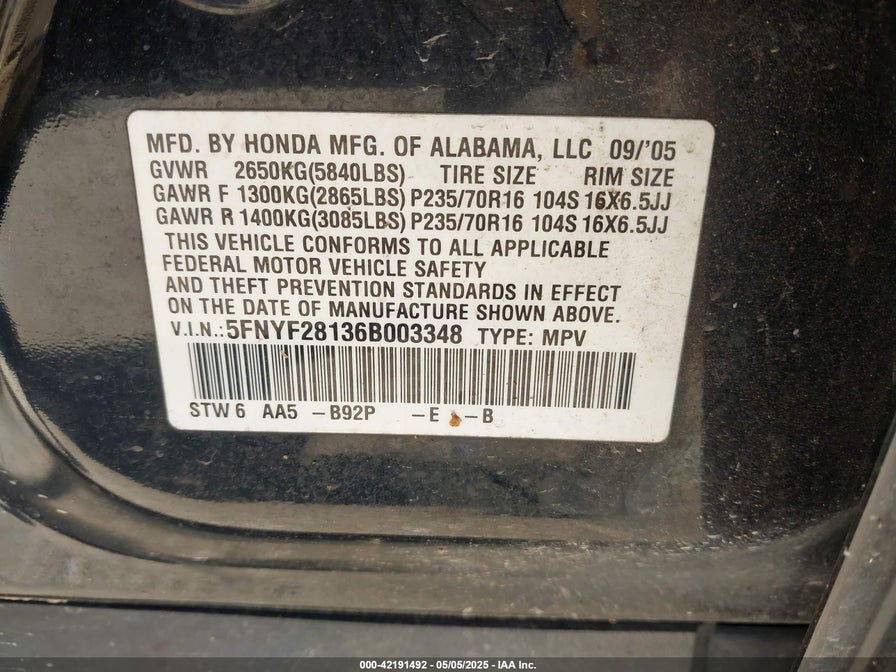 MFD. BY HONDA MFG. OF ALABAMA, LLC 09/'05
GVWR 2650KG(5840LBS) TIRE SIZE RIM SIZE
GAWR F 1300KG(2865LBS) P235/70R16 104S 16X6.5JJ
GAWR R 1400KG(3085LBS) P235/70R16 104S 16X6.5JJ
THIS VEHICLE CONFORMS TO ALL APPLICABLE
FEDERAL MOTOR VEHICLE SAFETY
AND THEFT PREVENTION STANDARDS IN EFFECT
ON THE DATE OF MANUFACTURE SHOWN ABOVE.
V.I.N.: 5FNYF28136B003348 TYPE: MPV
STW 6 AA5 -B92P -E -B
000-42191492 — 05/05/2025 — IAA Inc.